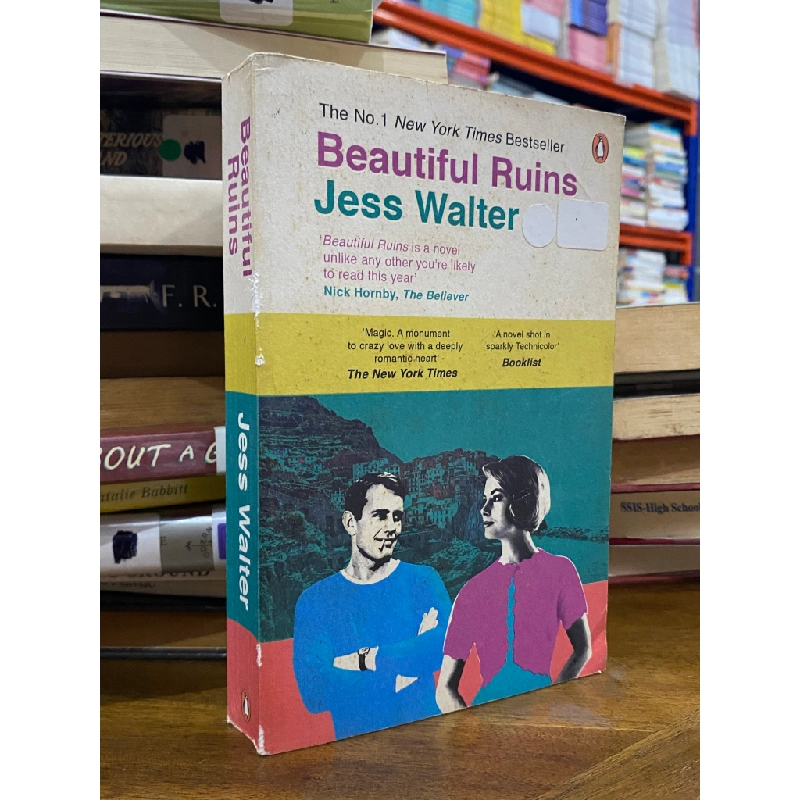 The No.1 New York Times Bestseller
Beautiful Ruins
Jess Walter
'Beautiful Ruins is a novel
unlike any other you're likely
to read this year'
Nick Hornby, The Believer
'Magic. A monument
to crazy love with a deeply
romantic heart'
The New York Times
'A novel shot in
sparkly Technicolor'
Booklist
Beautiful
Ruins
Jess Walter
F. R.
OUT A G
Natalie Babbitt
GROUND
SSIS-High School